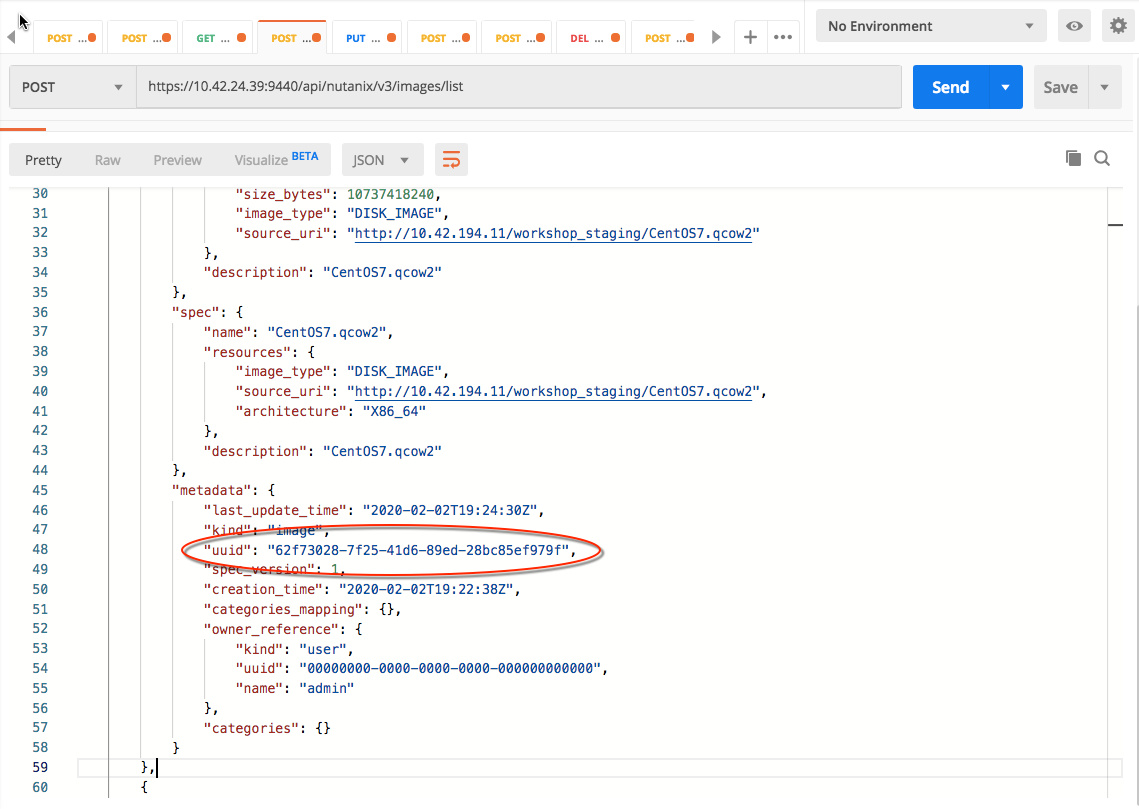 POST ... POST ... GET ... POST ... PUT ... POST ... POST ... DEL ... POST ... + ••• No Environment
POST https://10.42.24.39:9440/api/nutanix/v3/images/list Send Save
Pretty Raw Preview Visualize BETA JSON
30 "size_bytes": 10737418240,
31 "image_type": "DISK_IMAGE",
32 "source_uri": "http://10.42.194.11/workshop_staging/CentOS7.qcow2"
33 },
34 "description": "CentOS7.qcow2"
35 },
36 "spec": {
37 "name": "CentOS7.qcow2",
38 "resources": {
39 "image_type": "DISK_IMAGE",
40 "source_uri": "http://10.42.194.11/workshop_staging/CentOS7.qcow2",
41 "architecture": "X86_64"
42 },
43 "description": "CentOS7.qcow2"
44 },
45 "metadata": {
46 "last_update_time": "2020-02-02T19:24:30Z",
47 "kind": "image",
48 "uuid": "62f73028-7f25-41d6-89ed-28bc85ef979f",
49 "spec_version": 1,
50 "creation_time": "2020-02-02T19:22:38Z",
51 "categories_mapping": {},
52 "owner_reference": {
53 "kind": "user",
54 "uuid": "00000000-0000-0000-0000-000000000000",
55 "name": "admin"
56 },
57 "categories": {}
58 }
59 },
60 {